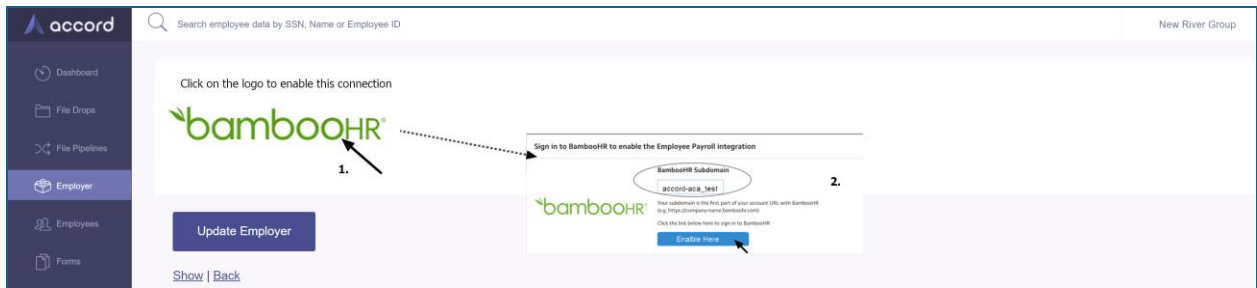 accord
Search employee data by SSN, Name or Employee ID
New River Group
Dashboard
File Drops
File Pipelines
Employer
Employees
Forms
Click on the logo to enable this connection
bambooHR®
1.
Sign in to BambooHR to enable the Employee Payroll integration
BambooHR Subdomain
accord-aca_test
2.
bambooHR
Your subdomain is the first part of your account URL with BambooHR
(e.g. https://company-name.bamboohr.com)
Click the link below here to sign in to BambooHR
Enalble Here
Update Employer
Show | Back